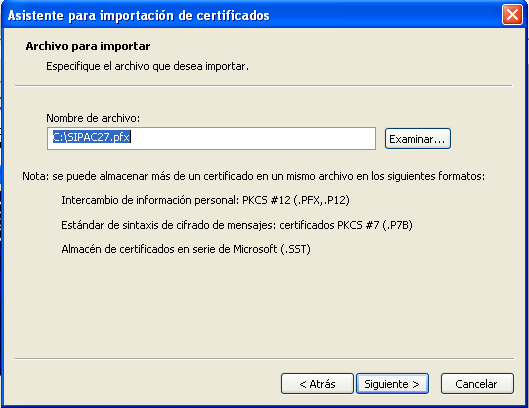 Asistente para importación de certificados
Archivo para importar
Especifique el archivo que desea importar.
Nombre de archivo:
C:\SIPAC27.pfx
Examinar...
Nota: se puede almacenar más de un certificado en un mismo archivo en los siguientes formatos:
Intercambio de información personal: PKCS #12 (.PFX,.P12)
Estándar de sintaxis de cifrado de mensajes: certificados PKCS #7 (.P7B)
Almacén de certificados en serie de Microsoft (.SST)
< Atrás
Siguiente >
Cancelar